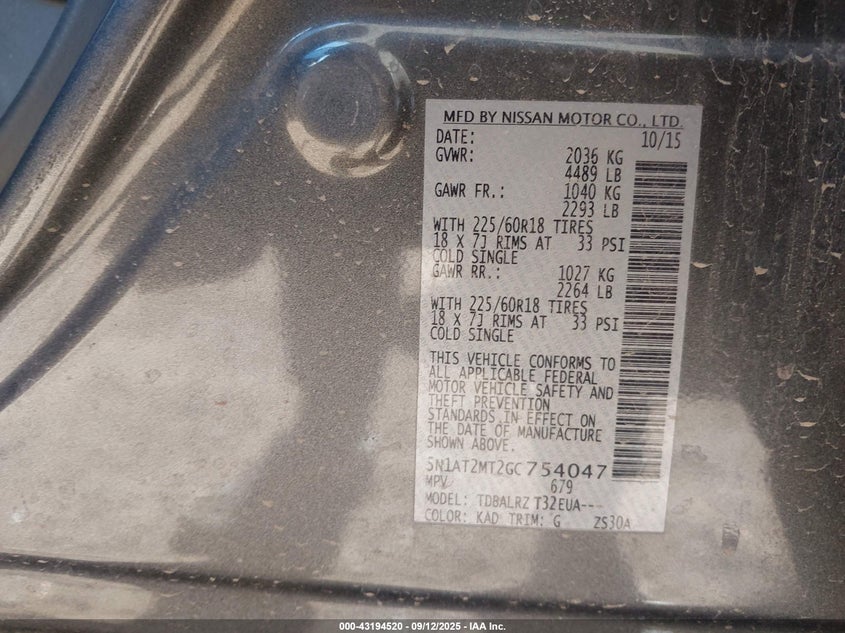 MFD BY NISSAN MOTOR CO., LTD.
DATE: 10/15
GVWR: 2036 KG
4489 LB
GAWR FR.: 1040 KG
2293 LB
WITH 225/60R18 TIRES
18 X 7J RIMS AT 33 PSI
COLD SINGLE
GAWR RR.: 1027 KG
2264 LB
WITH 225/60R18 TIRES
18 X 7J RIMS AT 33 PSI
COLD SINGLE
THIS VEHICLE CONFORMS TO
ALL APPLICABLE FEDERAL
MOTOR VEHICLE SAFETY AND
THEFT PREVENTION
STANDARDS IN EFFECT ON
THE DATE OF MANUFACTURE
SHOWN ABOVE.
5N1AT2MT2GC754047
MPV 679
MODEL: TDBALRZ T32EUA---
COLOR: KAD TRIM: G ZS30A
000-43194520 - 09/12/2025 - IAA Inc.